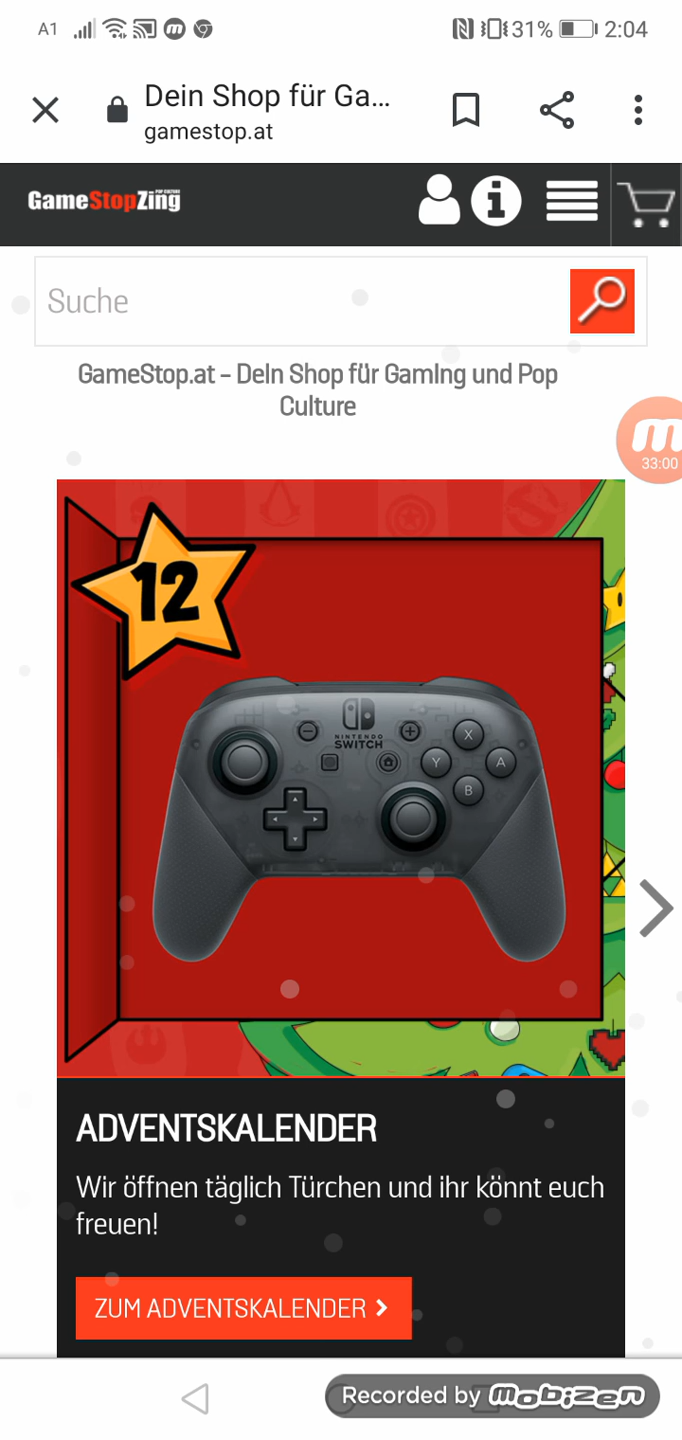 A1 31% 2:04
Dein Shop für Ga...
gamestop.at
GameStopZing
POP CULTURE
Suche
GameStop.at - Dein Shop für Gaming und Pop
Culture
33:00
12
NINTENDO
SWITCH
X
Y A
B
ADVENTSKALENDER
Wir öffnen täglich Türchen und ihr könnt euch
freuen!
ZUM ADVENTSKALENDER
Recorded by mobizen